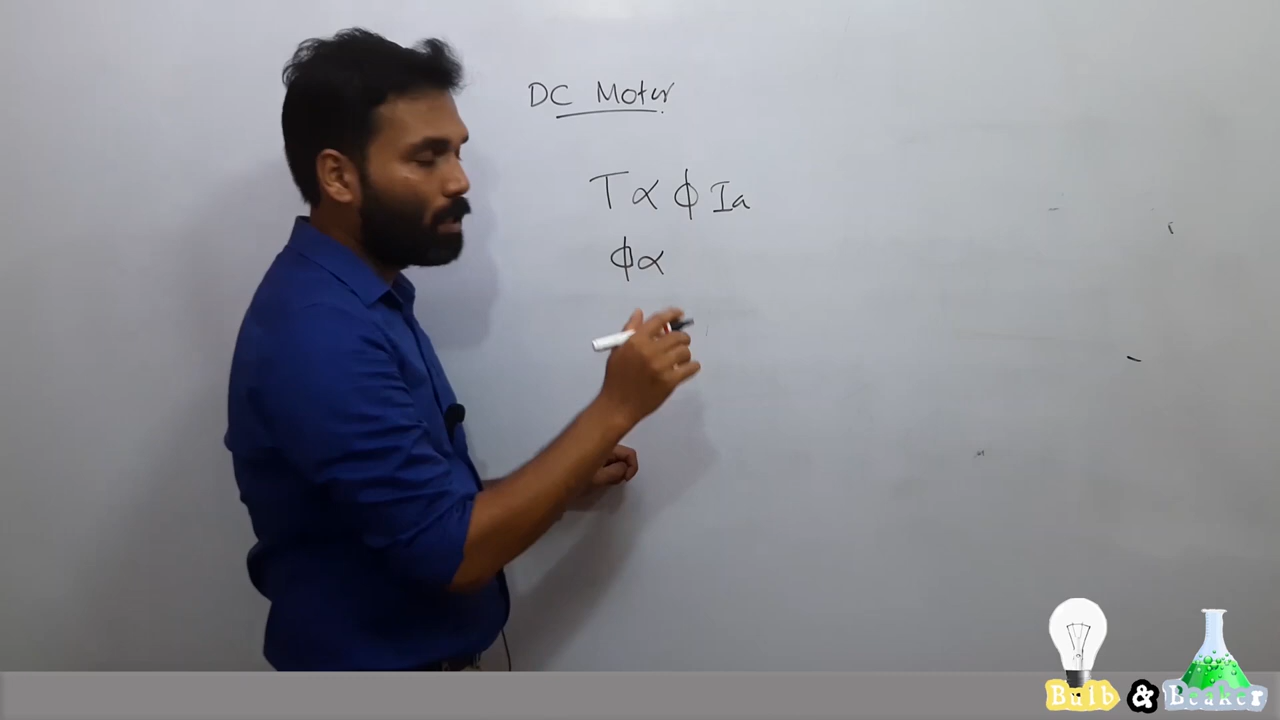 DC Motor
T ∝ ϕ Ia
ϕ ∝
Bulb & Beaker